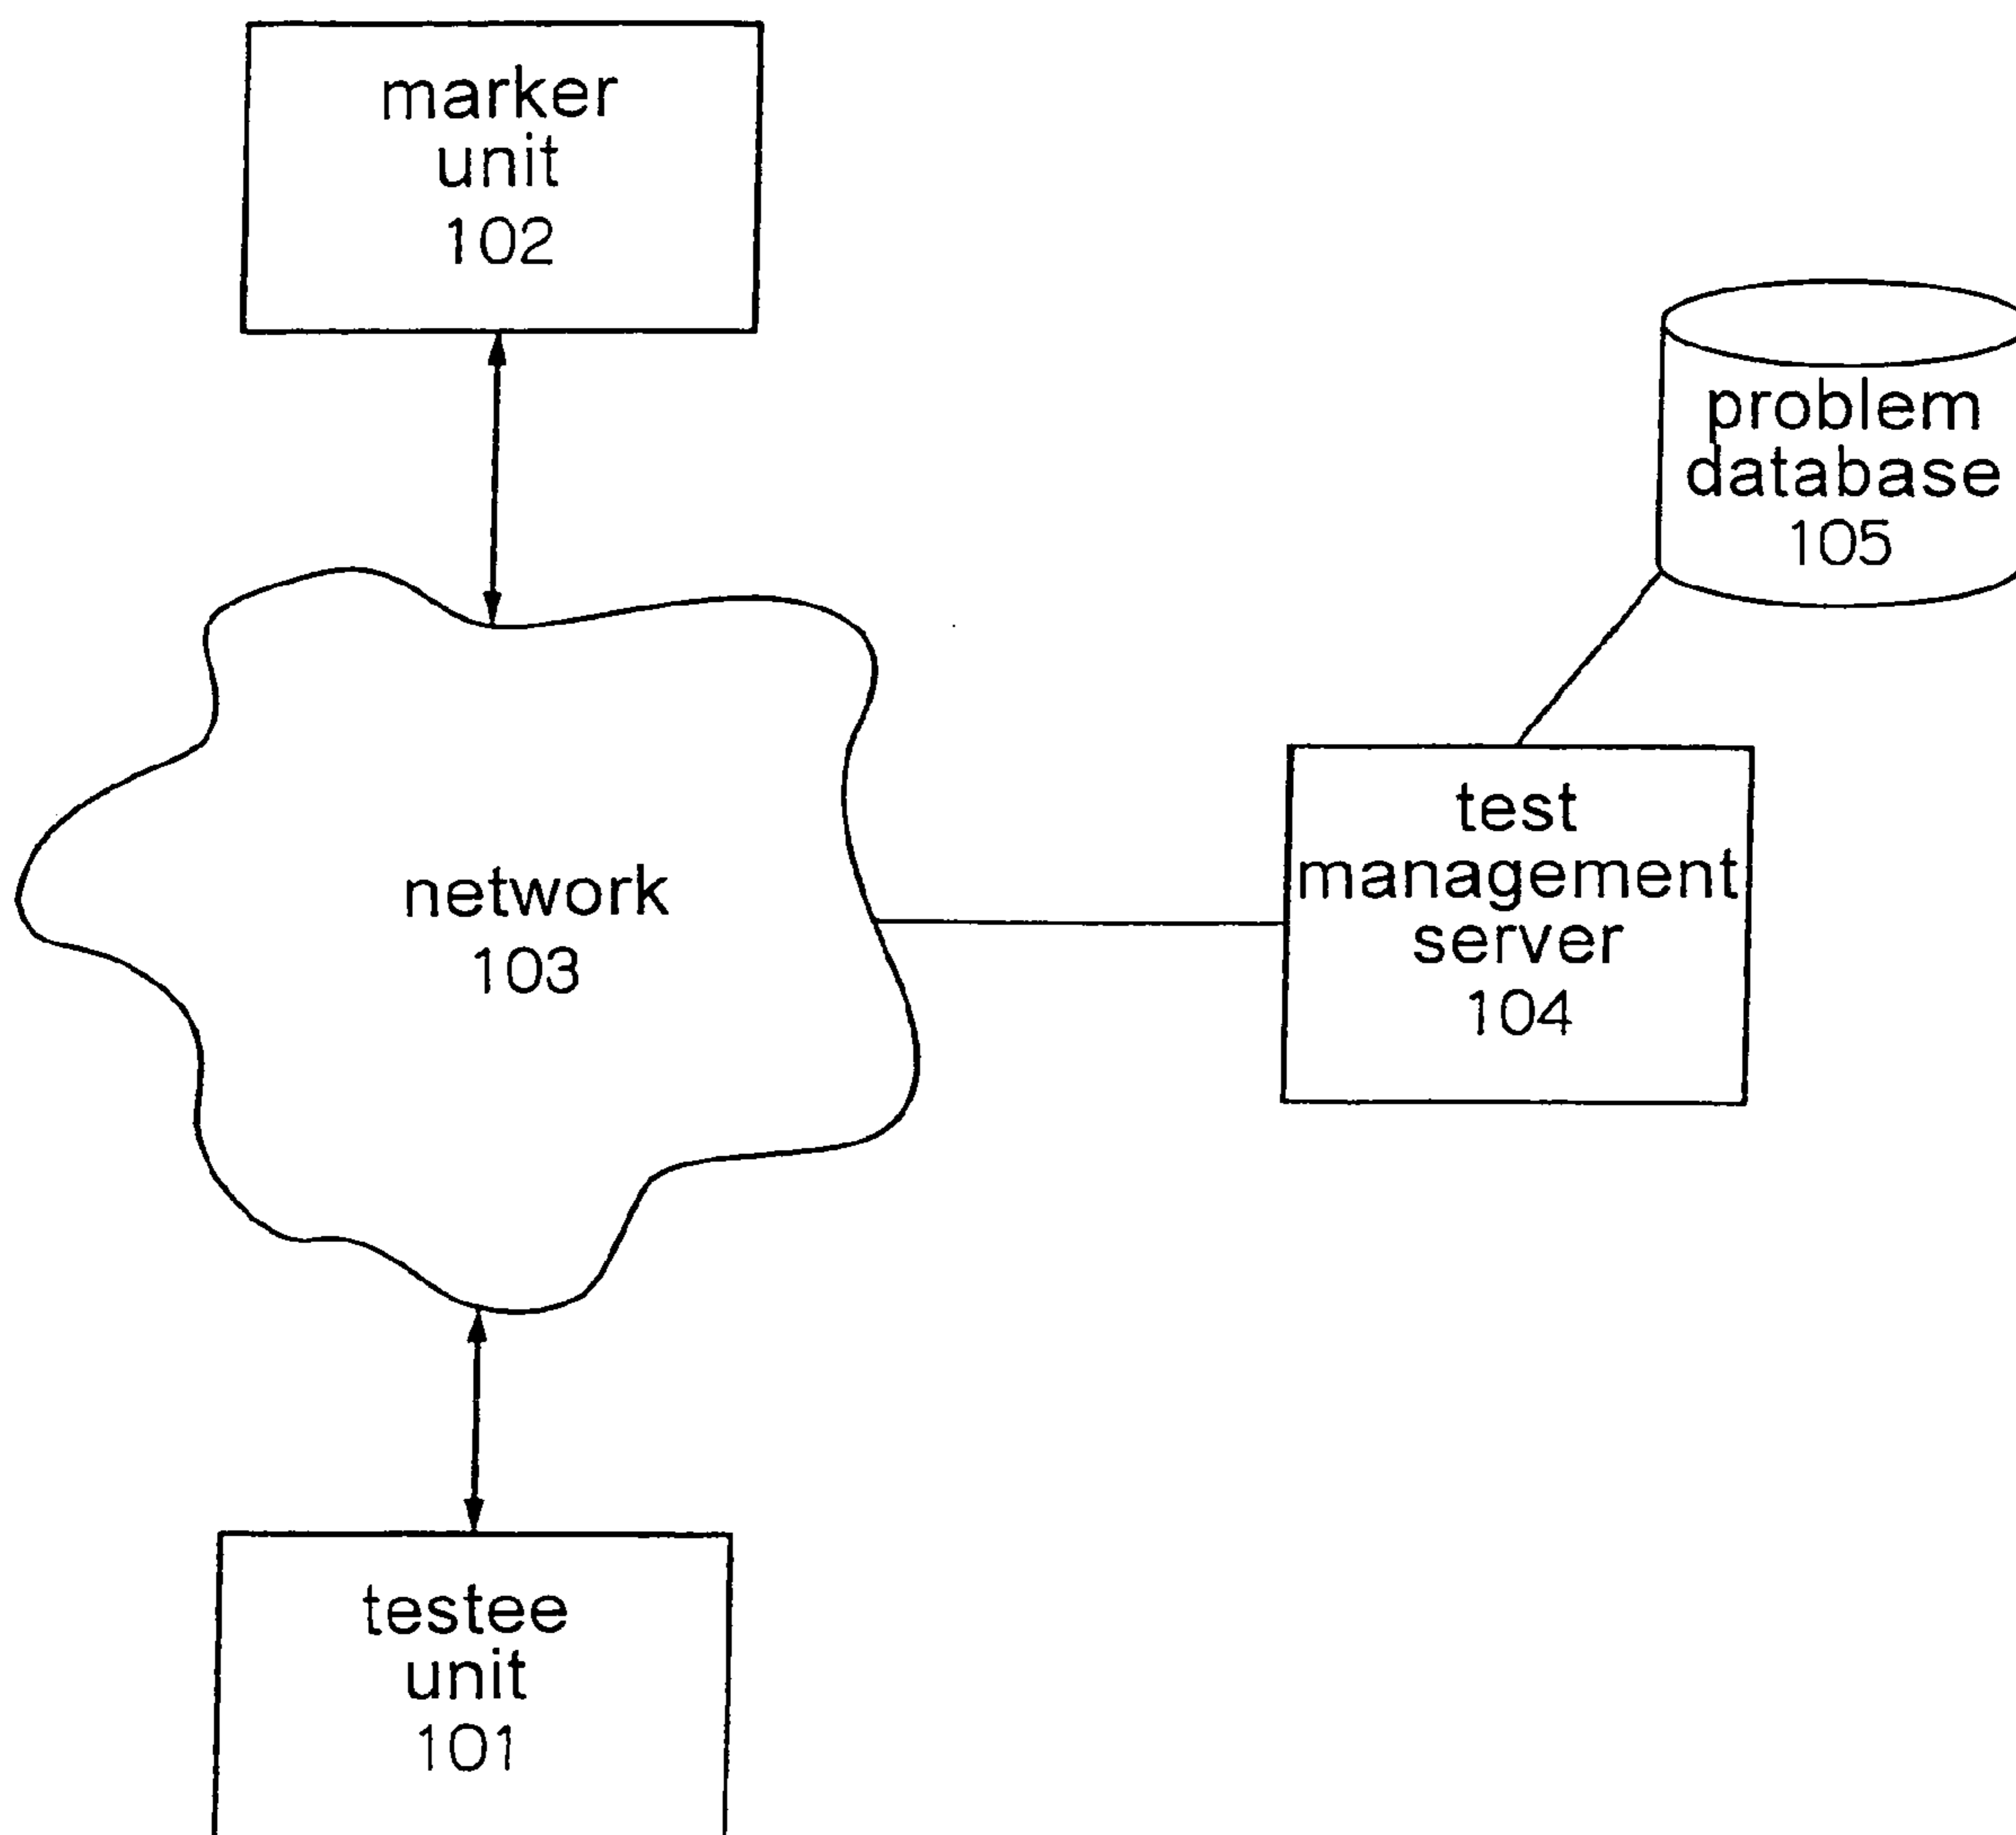 marker
unit
102
problem
database
105
test
management
server
104
network
103
testee
unit
101